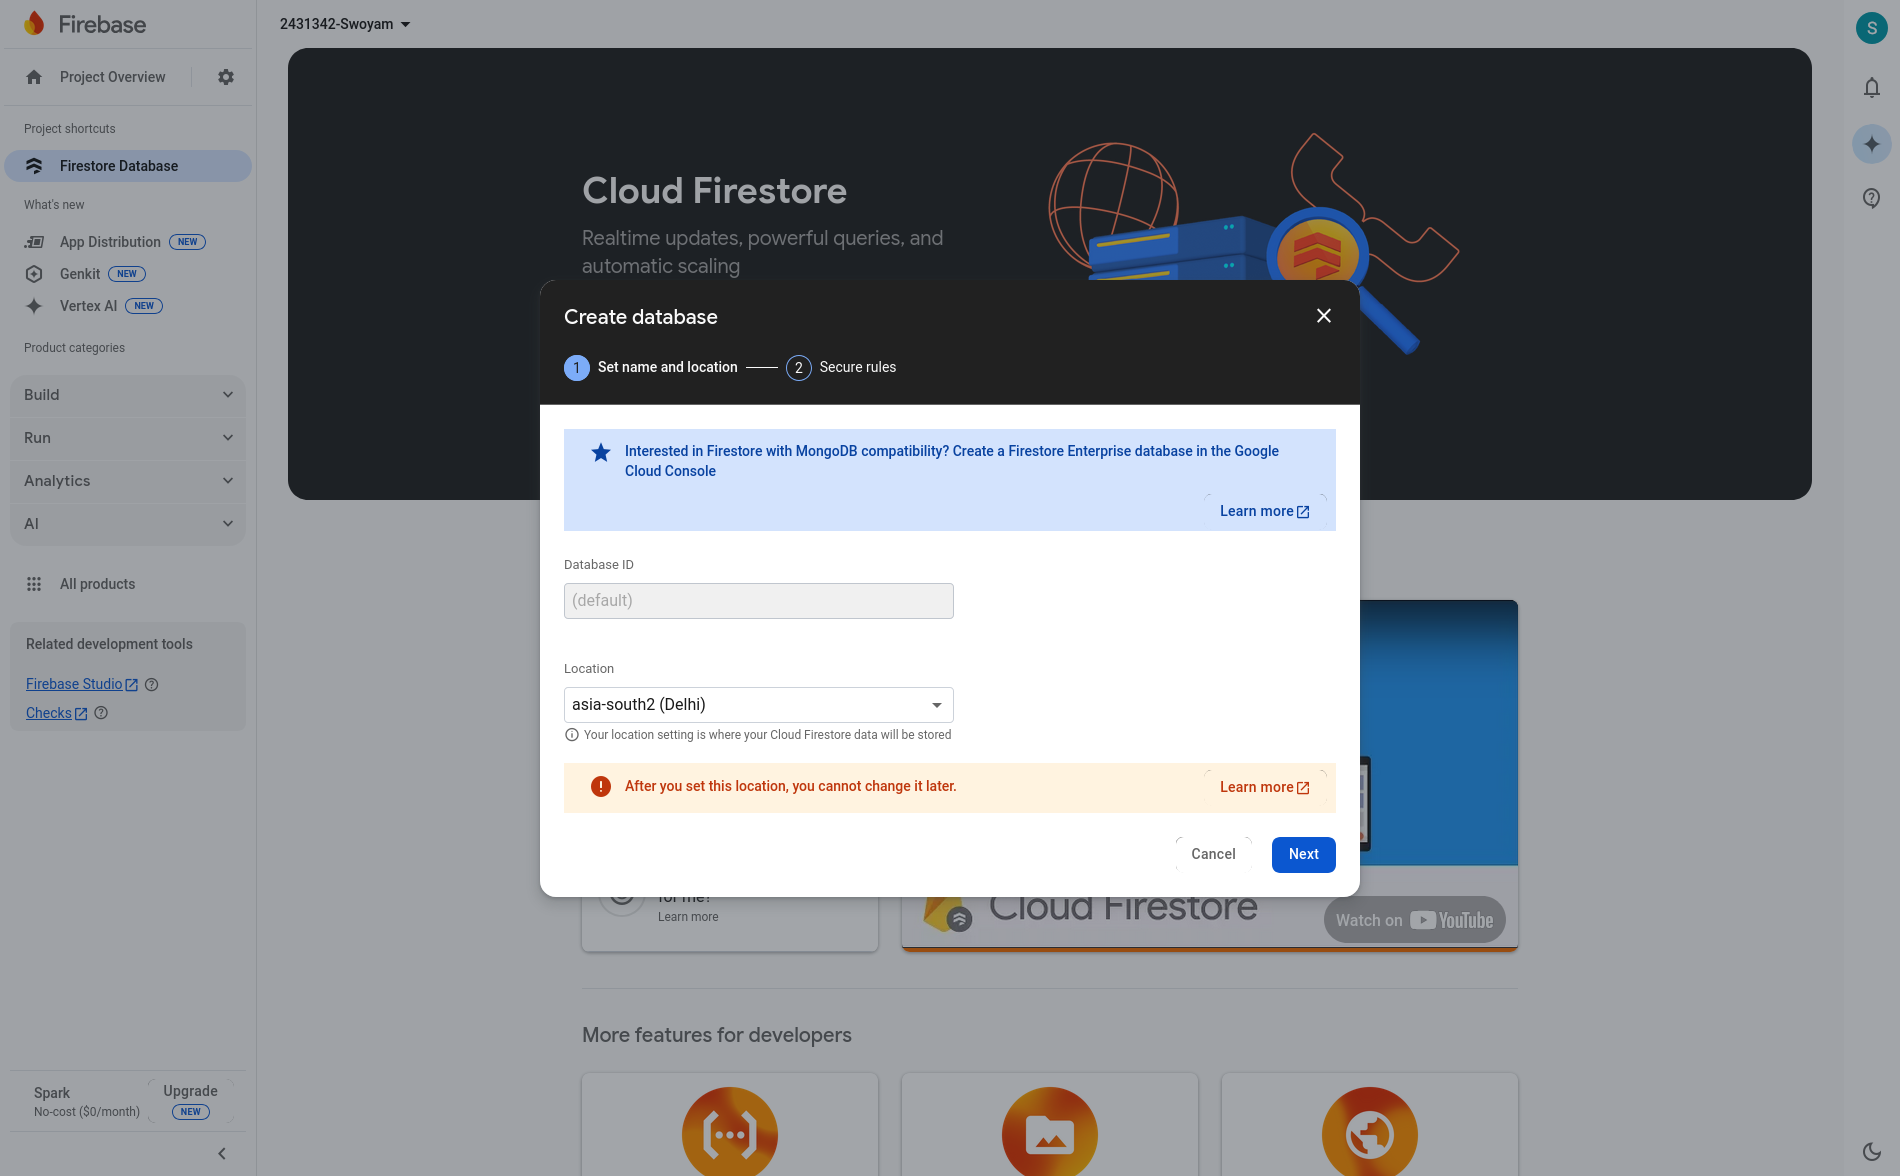 Firebase
2431342-Swoyam
S
Project Overview
Project shortcuts
Firestore Database
What's new
App Distribution NEW
Genkit NEW
Vertex AI NEW
Product categories
Build
Run
Analytics
AI
All products
Related development tools
Firebase Studio
Checks
Spark
No-cost ($0/month)
Upgrade
NEW
Cloud Firestore
Realtime updates, powerful queries, and
automatic scaling
Create database
1 Set name and location 2 Secure rules
Interested in Firestore with MongoDB compatibility? Create a Firestore Enterprise database in the Google
Cloud Console
Learn more
Database ID
(default)
Location
asia-south2 (Delhi)
Your location setting is where your Cloud Firestore data will be stored
After you set this location, you cannot change it later.
Learn more
Cancel
Next
for me?
Learn more
Cloud Firestore
Watch on YouTube
More features for developers